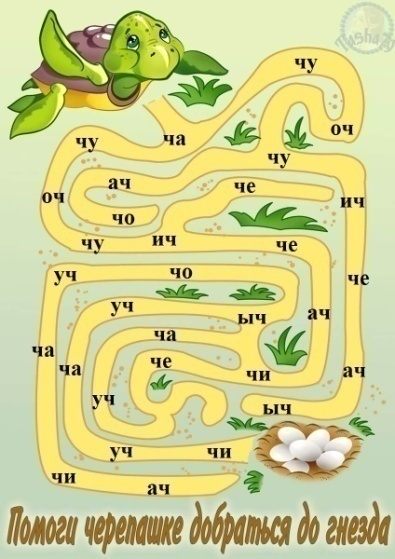 Tusha20
чу
оч
чу
ча
чу
ач
че
оч
ич
чо
чу
ич
че
уч
чо
че
уч
ыч
ач
ча
ча
че
ча
чи
ач
уч
ыч
уч
чи
чи
ач
Помоги черепашке добраться до гнезда